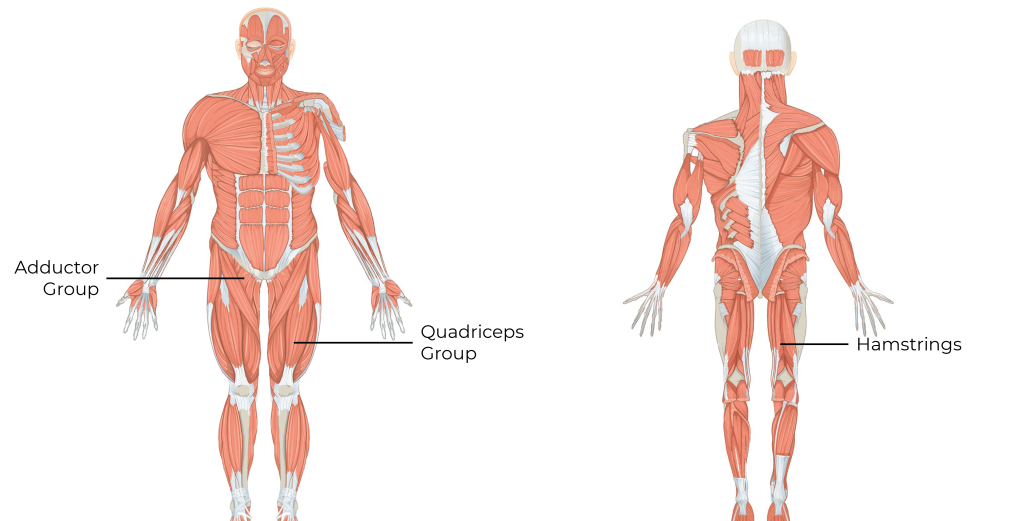 Adductor
Group
Quadriceps
Group
Hamstrings